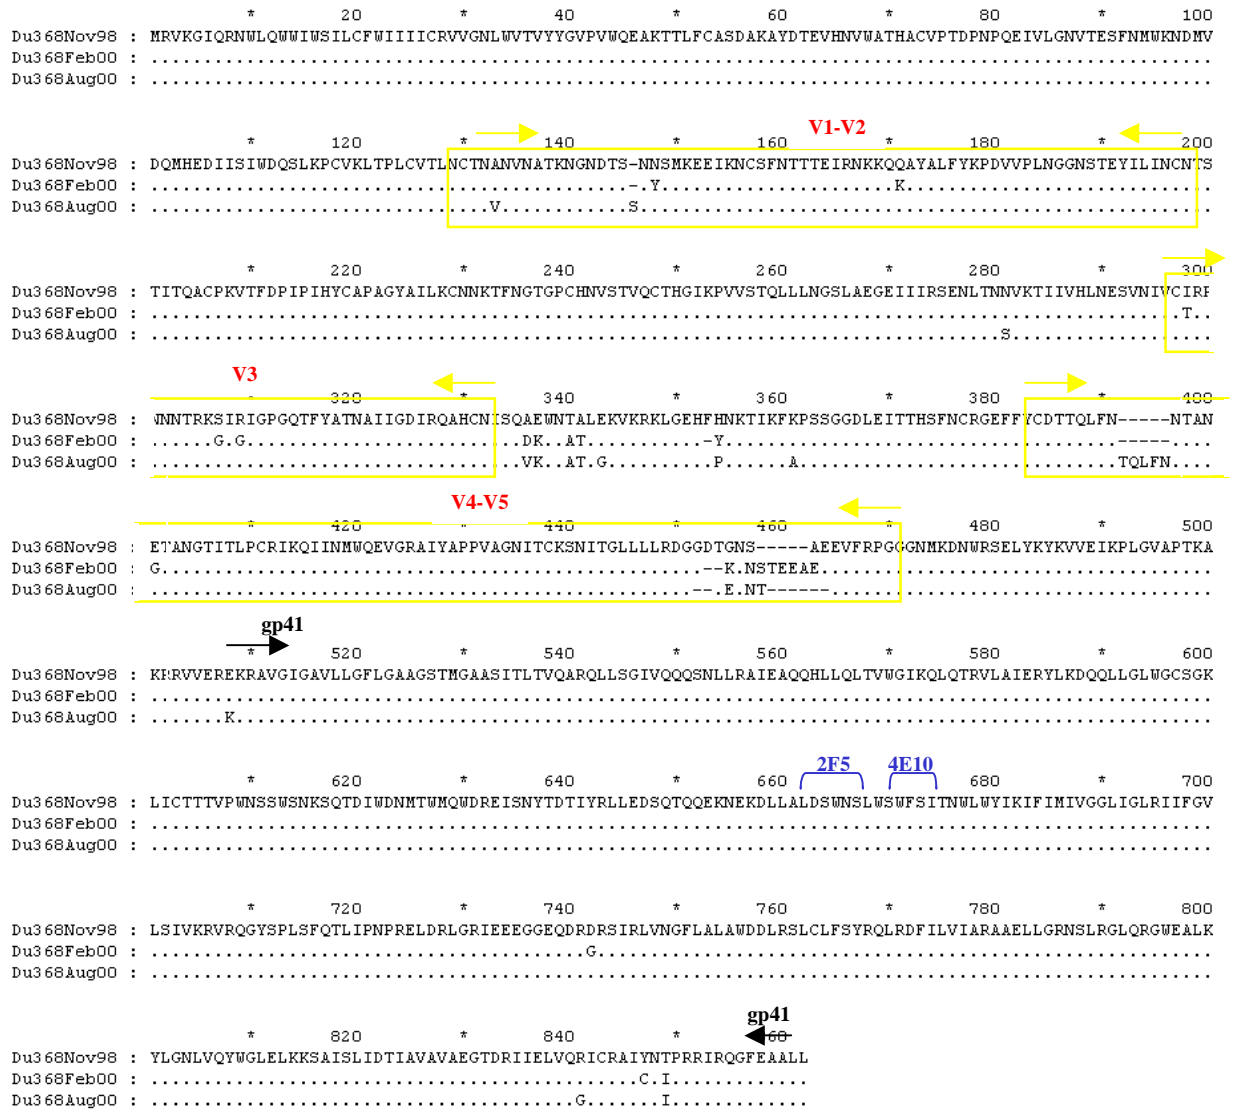 * 20 * 40 * 60 * 80 * 100
Du368Nov98 : MRVKGIQRNWLQWWIWSILCFWIIIICRVVGNLWVTVYYGVPVWQEAKTTLFCASDAKAYDTEVHNVWATHACVPTDPNPQEIVLGNVTESFNMWKNDMV
Du368Feb00 : ....................................................................................................
Du368Aug00 : ....................................................................................................
V1-V2
* 120 * 140 * 160 * 180 * 200
Du368Nov98 : DQMHEDIISIWDQSLKPCVKLTPLCVTLNCTNANVNATKNGNDTS-NNSMKEEIKNCSFNTTTEIRNKKQQAYALFYKPDVVPLNGGNSTEYILINCNTS
Du368Feb00 : .............................................-.Y......................K.............................
Du368Aug00 : ................................V............S......................................................
* 220 * 240 * 260 * 280 * 300
Du368Nov98 : TITQACPKVTFDPIPIHYCAPAGYAILKCNNKTFNGTGPCHNVSTVQCTHGIKPVVSTQLLLNGSLAEGEIIIRSENLTNNVKTIIVHLNESVNIVCIRP
Du368Feb00 : .................................................................................................T..
Du368Aug00 : ................................................................................S...................
V3
* 320 * 340 * 360 * 380 * 400
Du368Nov98 : NNNTRKSIRIGPGQTFYATNAIIGDIRQAHCNISQAEWNTALEKVKRKLGEHFHNKTIKFKPSSGGDLEITTHSFNCRGEFFYCDTTQLFN-----NTAN
Du368Feb00 : ......G.G..........................DK..AT...........-Y.....................................-----....
Du368Aug00 : ...................................VK..AT.G..........P......A..............................TQLFN....
V4-V5
* 420 * 440 * 460 * 480 * 500
Du368Nov98 : ETANGTITLPCRIKQIINMWQEVGRAIYAPPVAGNITCKSNITGLLLLRDGGDTGNS-----AEEVFRPGGGNMKDNWRSELYKYKVVEIKPLGVAPTKA
Du368Feb00 : G...................................................--K.NSTEEAE.....................................
Du368Aug00 : ...................................................--.E.NT------....................................
gp41
* 520 * 540 * 560 * 580 * 600
Du368Nov98 : KRRVVEREKRAVGIGAVLLGFLGAAGSTMGAASITLTVQARQLLSGIVQQQSNLLRAIEAQQHLLQLTVWGIKQLQTRVLAIERYLKDQQLLGLWGCSGK
Du368Feb00 : ....................................................................................................
Du368Aug00 : .......K............................................................................................
2F5 4E10
* 620 * 640 * 660 * 680 * 700
Du368Nov98 : LICTTTVPWNSSWSNKSQTDIWDNMTWMQWDREISNYTDTIYRLLEDSQTQQEKNEKDLLALDSWNSLWSWFSITNWLWYIKIFIMIVGGLIGLRIIFGV
Du368Feb00 : ....................................................................................................
Du368Aug00 : ....................................................................................................
* 720 * 740 * 760 * 780 * 800
Du368Nov98 : LSIVKRVRQGYSPLSFQTLIPNPRELDRLGRIEEEGGEQDRDRSIRLVNGFLALAWDDLRSLCLFSYRQLRDFILVIARAAELLGRNSLRGLQRGWEALK
Du368Feb00 : .........................................G..........................................................
Du368Aug00 : ....................................................................................................
gp41
* 820 * 840 * 860
Du368Nov98 : YLGNLVQYWGLELKKSAISLIDTIAVAVAEGTDRIIELVQRICRAIYNTPRRIRQGFEAALL
Du368Feb00 : ..............................................C.I.............
Du368Aug00 : ........................................G.......I.............